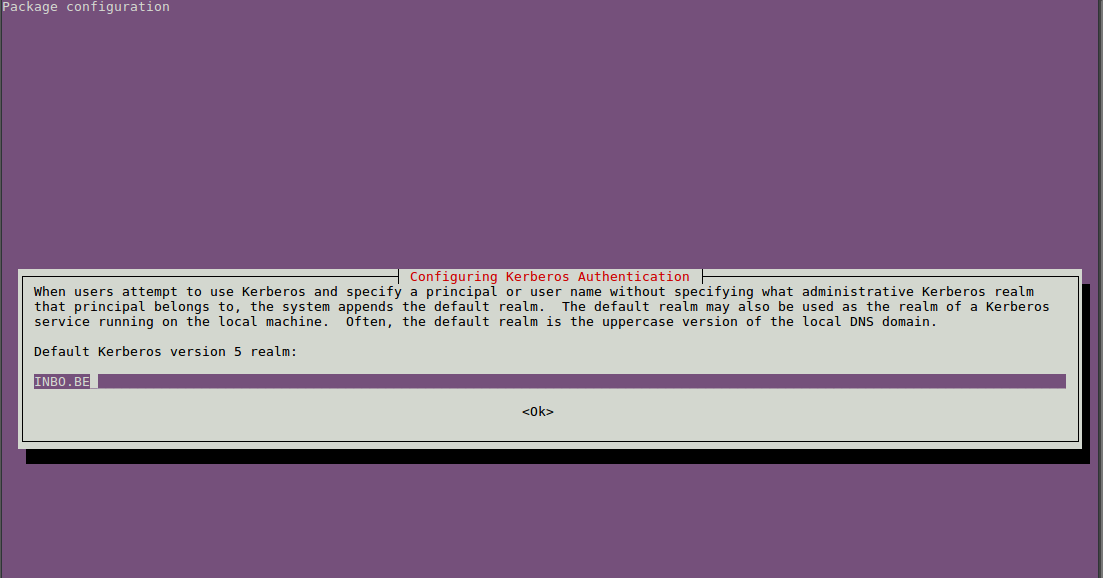 Package configuration
Configuring Kerberos Authentication
When users attempt to use Kerberos and specify a principal or user name without specifying what administrative Kerberos realm
that principal belongs to, the system appends the default realm.  The default realm may also be used as the realm of a Kerberos
service running on the local machine.  Often, the default realm is the uppercase version of the local DNS domain.
Default Kerberos version 5 realm:
INBO.BE
<Ok>